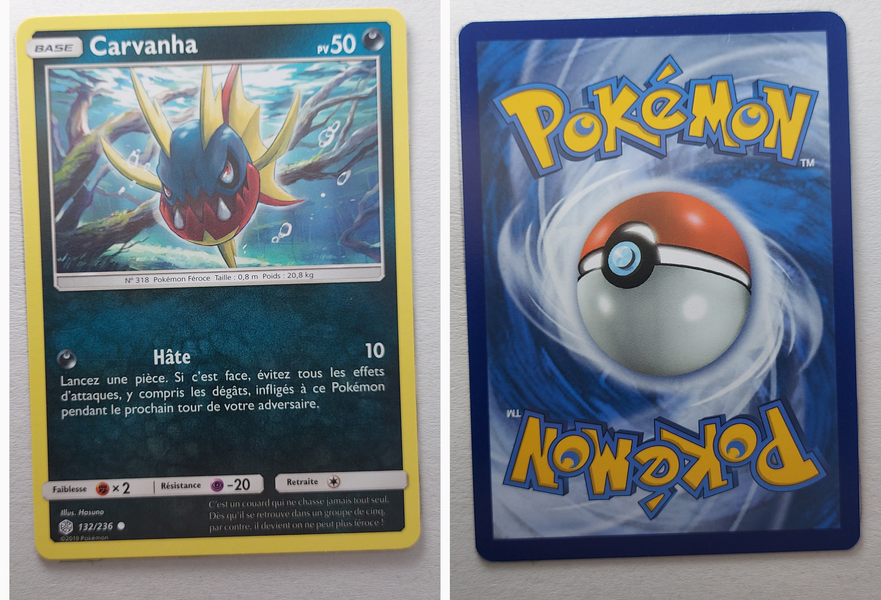 BASE Carvanha PV 50
N° 318 Pokémon Féroce Taille : 0,8 m Poids : 20,8 kg
Hâte 10
Lancez une pièce. Si c'est face, évitez tous les effets
d'attaques, y compris les dégâts, infligés à ce Pokémon
pendant le prochain tour de votre adversaire.
Faiblesse ×2 Résistance -20 Retraite
Illus. Hasuno
132/236
©2019 Pokémon
C'est un couard qui ne chasse jamais tout seul.
Dès qu'il se retrouve dans un groupe de cinq,
par contre, il devient on ne peut plus féroce !
POKéMON
TM
POKéMON
TM